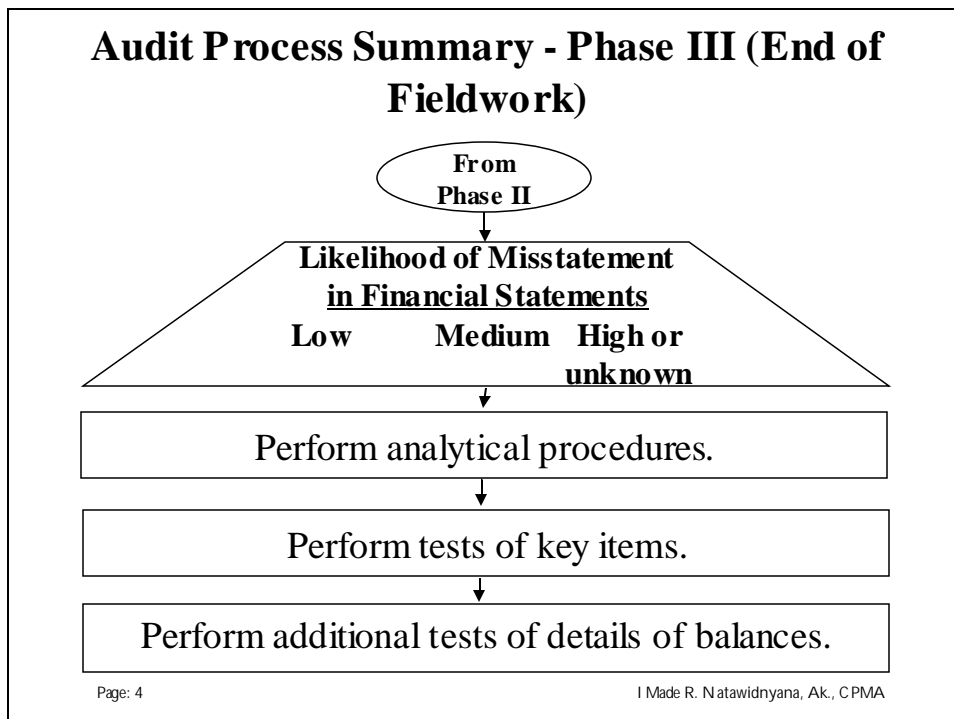 Audit Process Summary - Phase III (End of
Fieldwork)
From
Phase II
Likelihood of Misstatement
in Financial Statements
Low Medium High or
unknown
Perform analytical procedures.
Perform tests of key items.
Perform additional tests of details of balances.
Page: 4 I Made R. Natawidnyana, Ak., CPMA